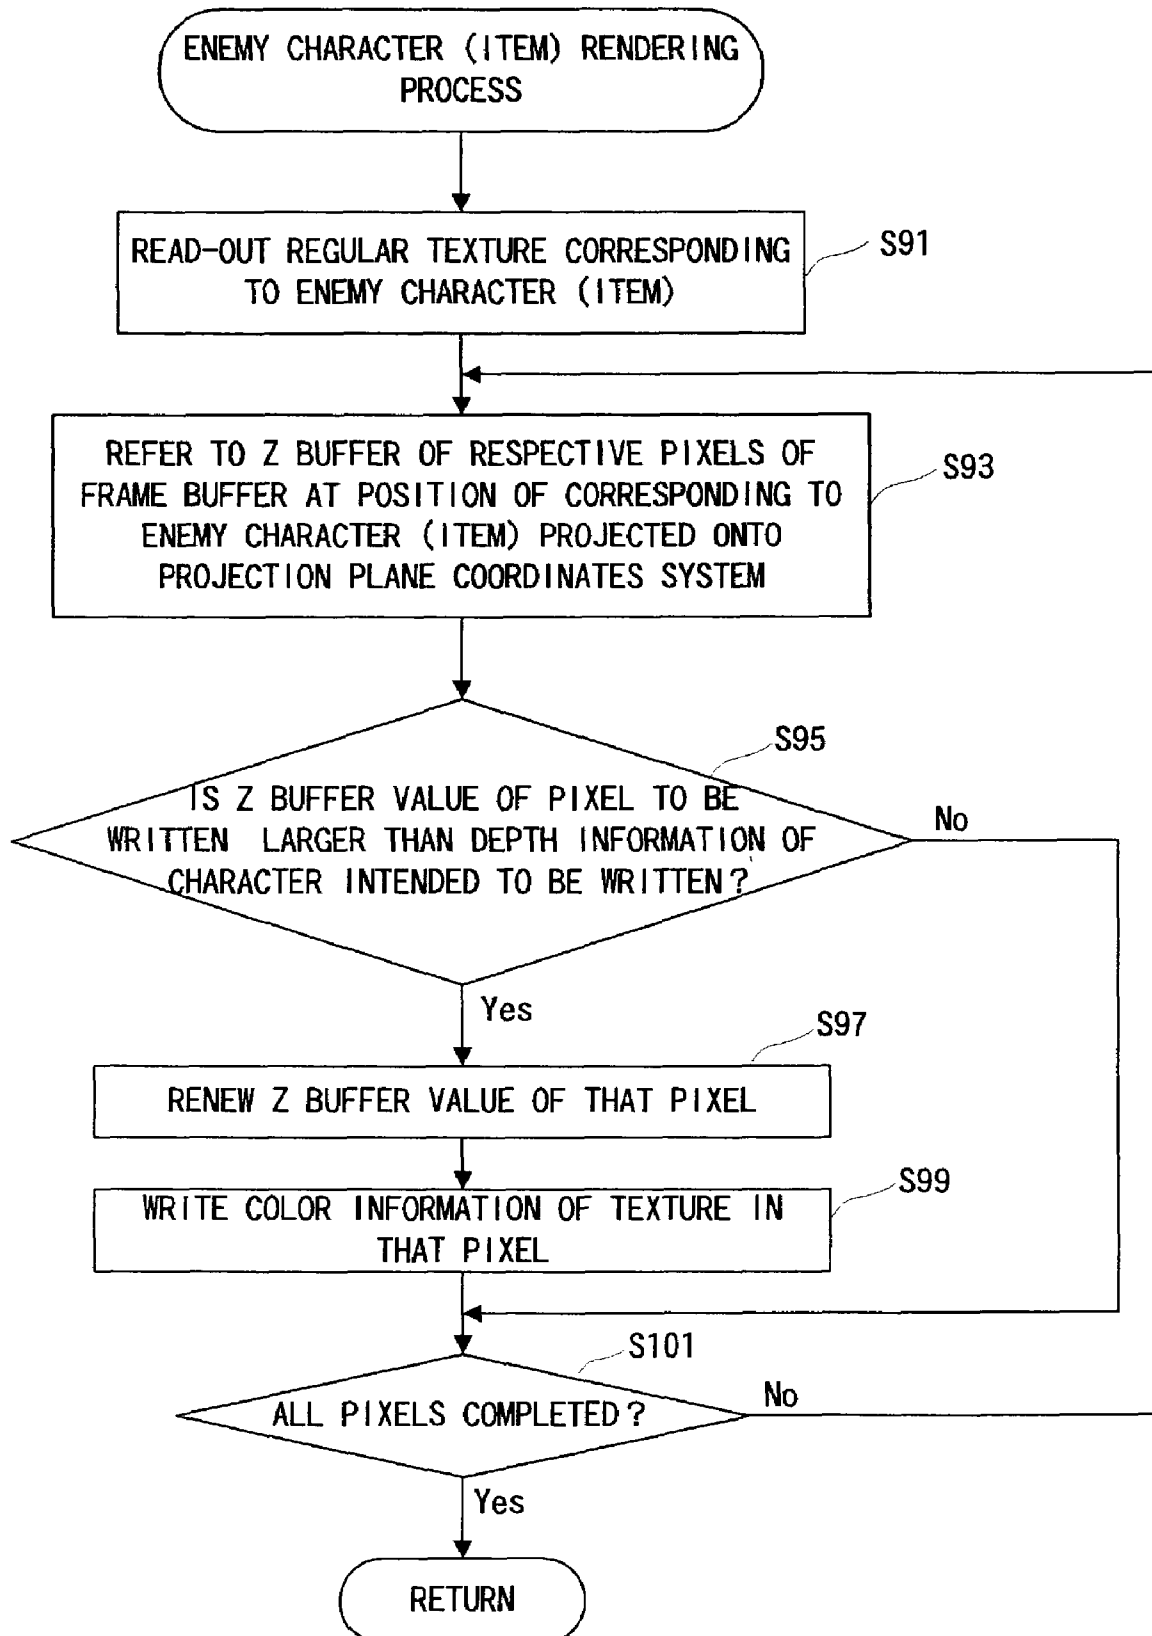 ENEMY CHARACTER (ITEM) RENDERING
PROCESS
READ-OUT REGULAR TEXTURE CORRESPONDING
TO ENEMY CHARACTER (ITEM)
S91
REFER TO Z BUFFER OF RESPECTIVE PIXELS OF
FRAME BUFFER AT POSITION OF CORRESPONDING TO
ENEMY CHARACTER (ITEM) PROJECTED ONTO
PROJECTION PLANE COORDINATES SYSTEM
S93
S95
IS Z BUFFER VALUE OF PIXEL TO BE
WRITTEN LARGER THAN DEPTH INFORMATION OF
CHARACTER INTENDED TO BE WRITTEN?
No
Yes
S97
RENEW Z BUFFER VALUE OF THAT PIXEL
S99
WRITE COLOR INFORMATION OF TEXTURE IN
THAT PIXEL
S101
ALL PIXELS COMPLETED?
No
Yes
RETURN